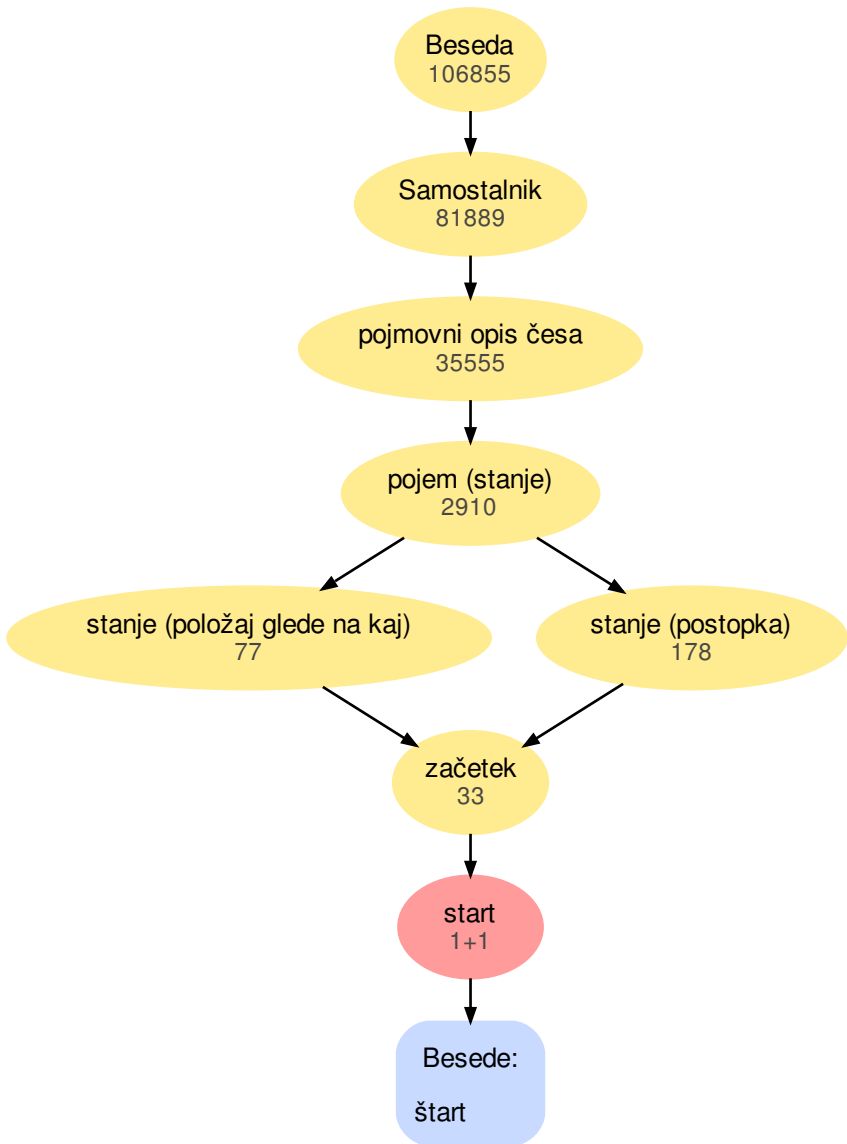 Beseda
106855
Samostalnik
81889
pojmovni opis česa
35555
pojem (stanje)
2910
stanje (položaj glede na kaj)
77
stanje (postopka)
178
začetek
33
start
1+1
Besede:
štart